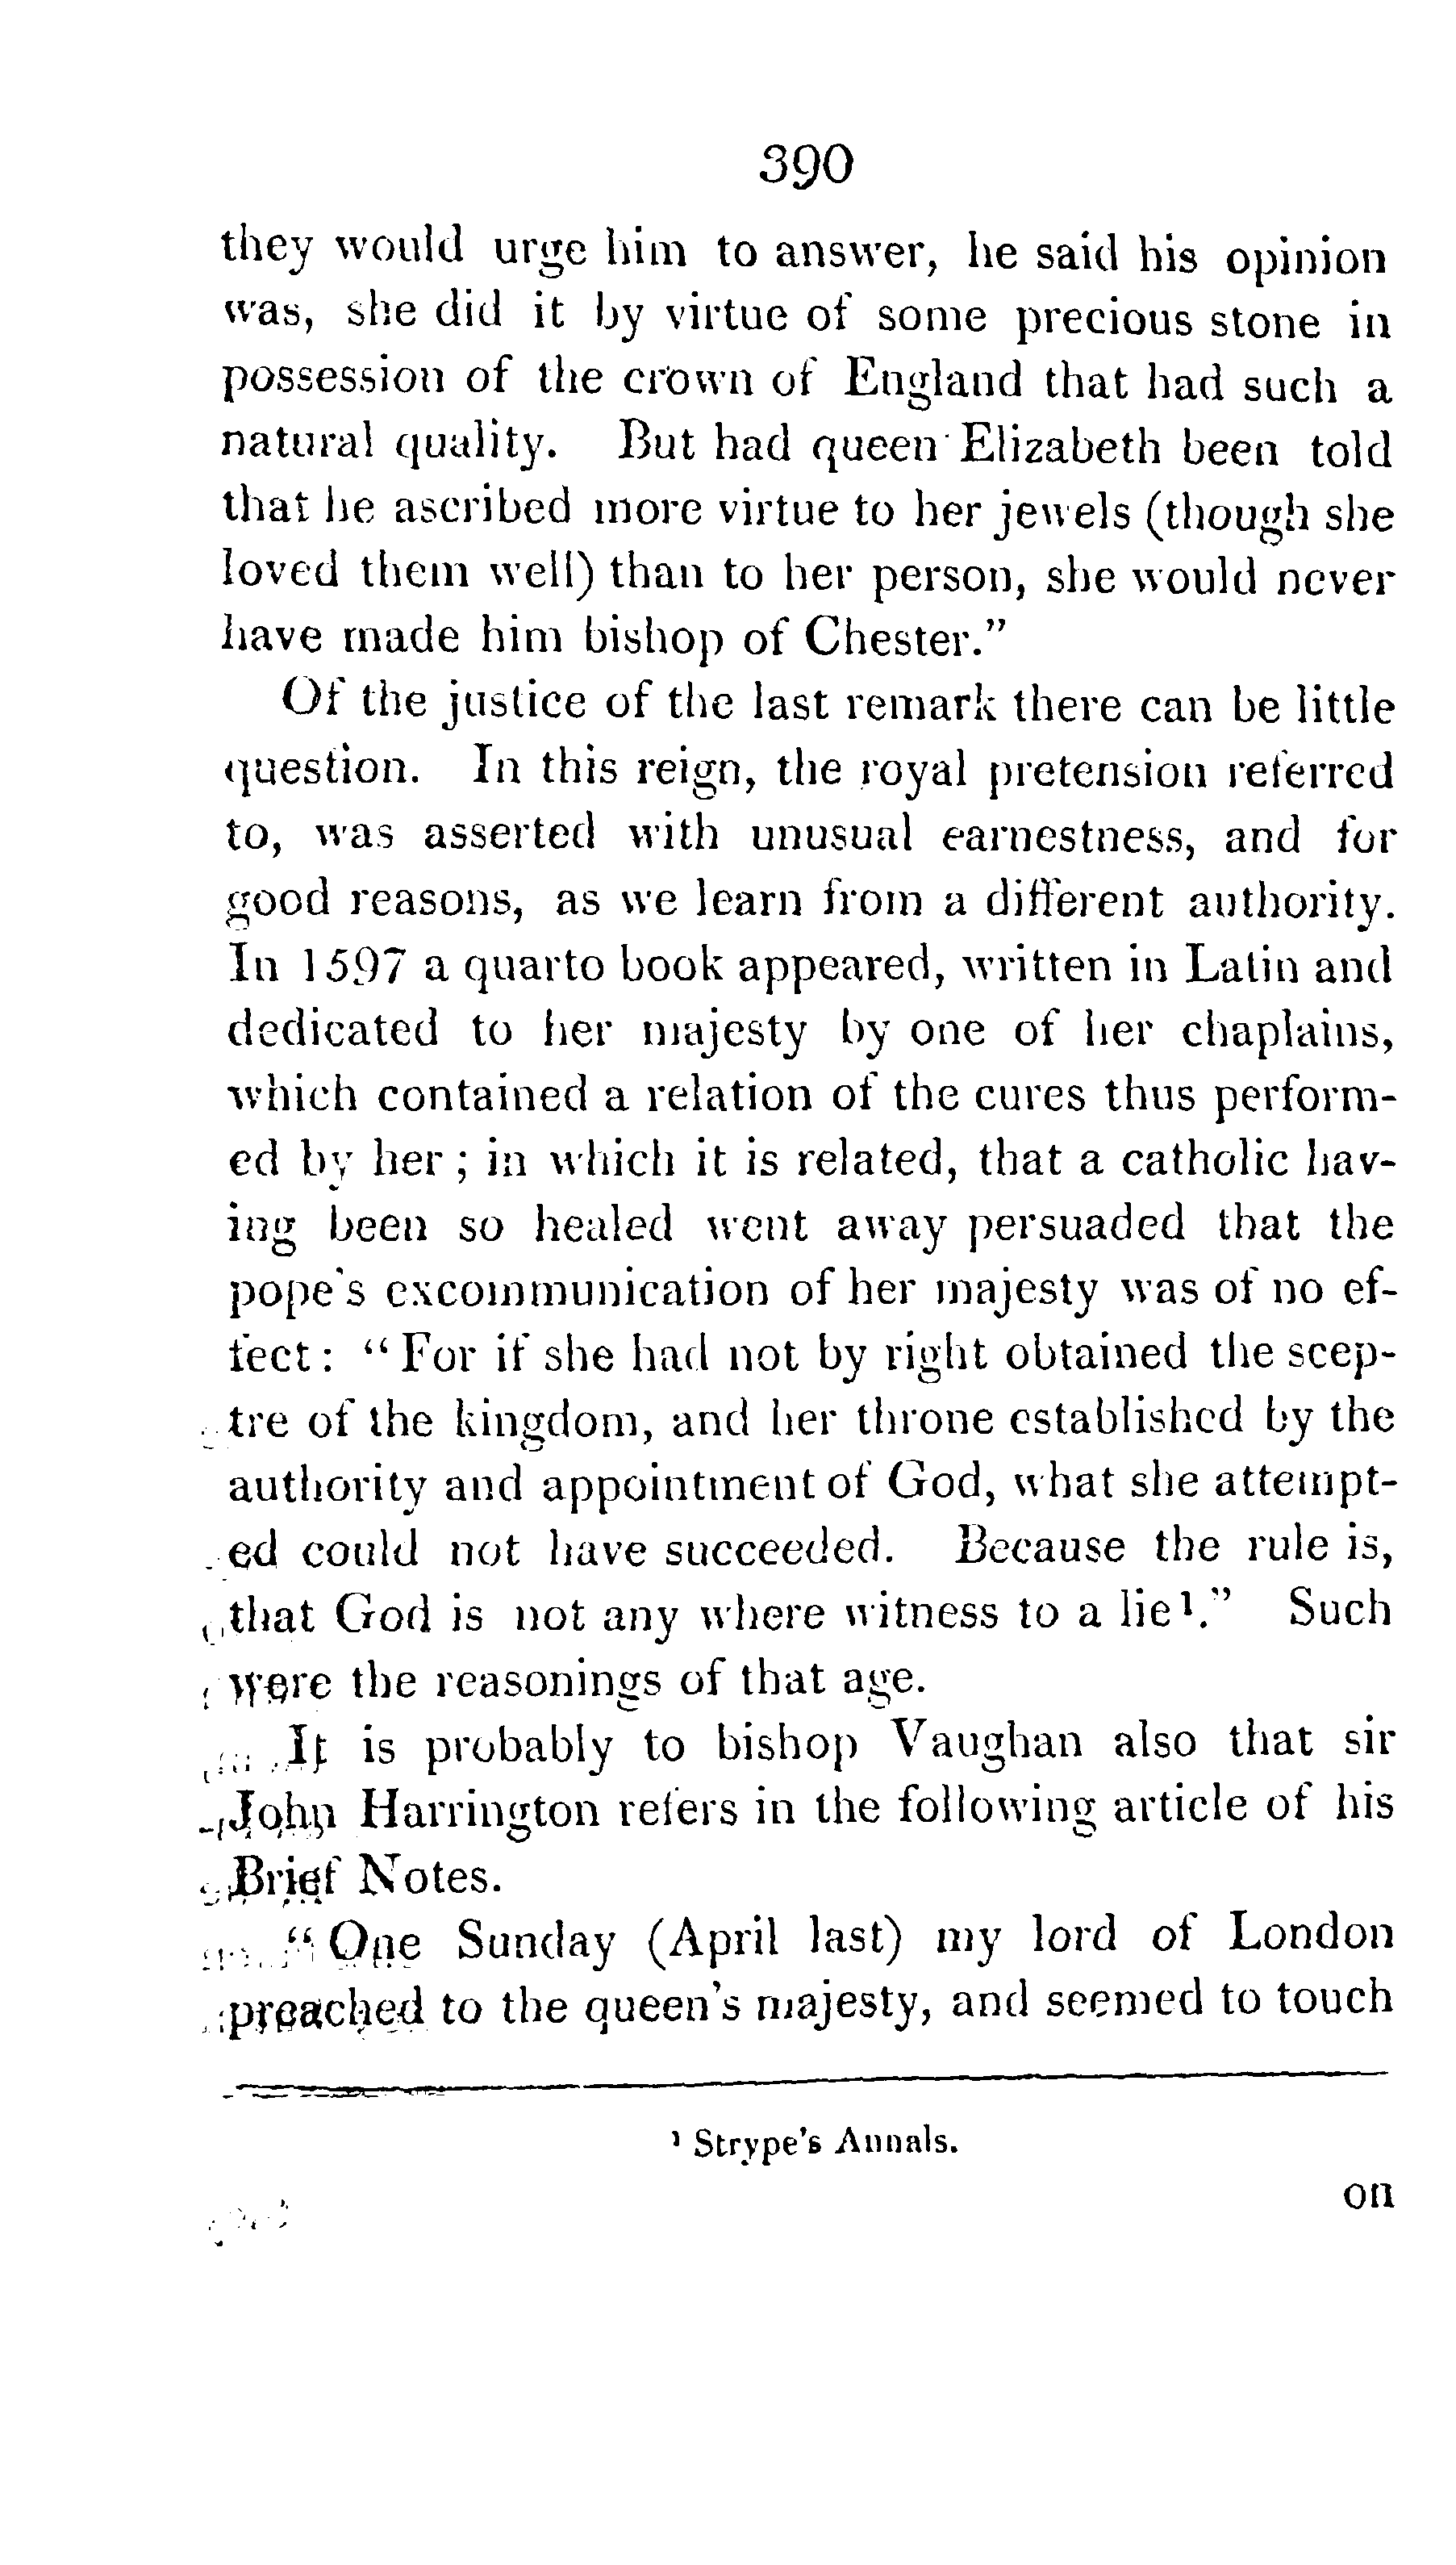 390
they would urge him to answer, he said his opinion
was, she did it by virtue of some precious stone in
possession of the crown of England that had such a
natural quality. But had queen Elizabeth been told
that he ascribed more virtue to her jewels (though she
loved them well) than to her person, she would never
have made him bishop of Chester."
Of the justice of the last remark there can be little
question. In this reign, the royal pretension referred
to, was asserted with unusual earnestness, and for
good reasons, as we learn from a different authority.
In 1597 a quarto book appeared, written in Latin and
dedicated to her majesty by one of her chaplains,
which contained a relation of the cures thus perform-
ed by her; in which it is related, that a catholic hav-
ing been so healed went away persuaded that the
pope's excommunication of her majesty was of no ef-
fect: "For if she had not by right obtained the scep-
tre of the kingdom, and her throne established by the
authority and appointment of God, what she attempt-
ed could not have succeeded. Because the rule is,
that God is not any where witness to a lie¹." Such
were the reasonings of that age.
It is probably to bishop Vaughan also that sir
John Harrington refers in the following article of his
Brief Notes.
"One Sunday (April last) my lord of London
preached to the queen's majesty, and seemed to touch
¹ Strype's Annals.
on